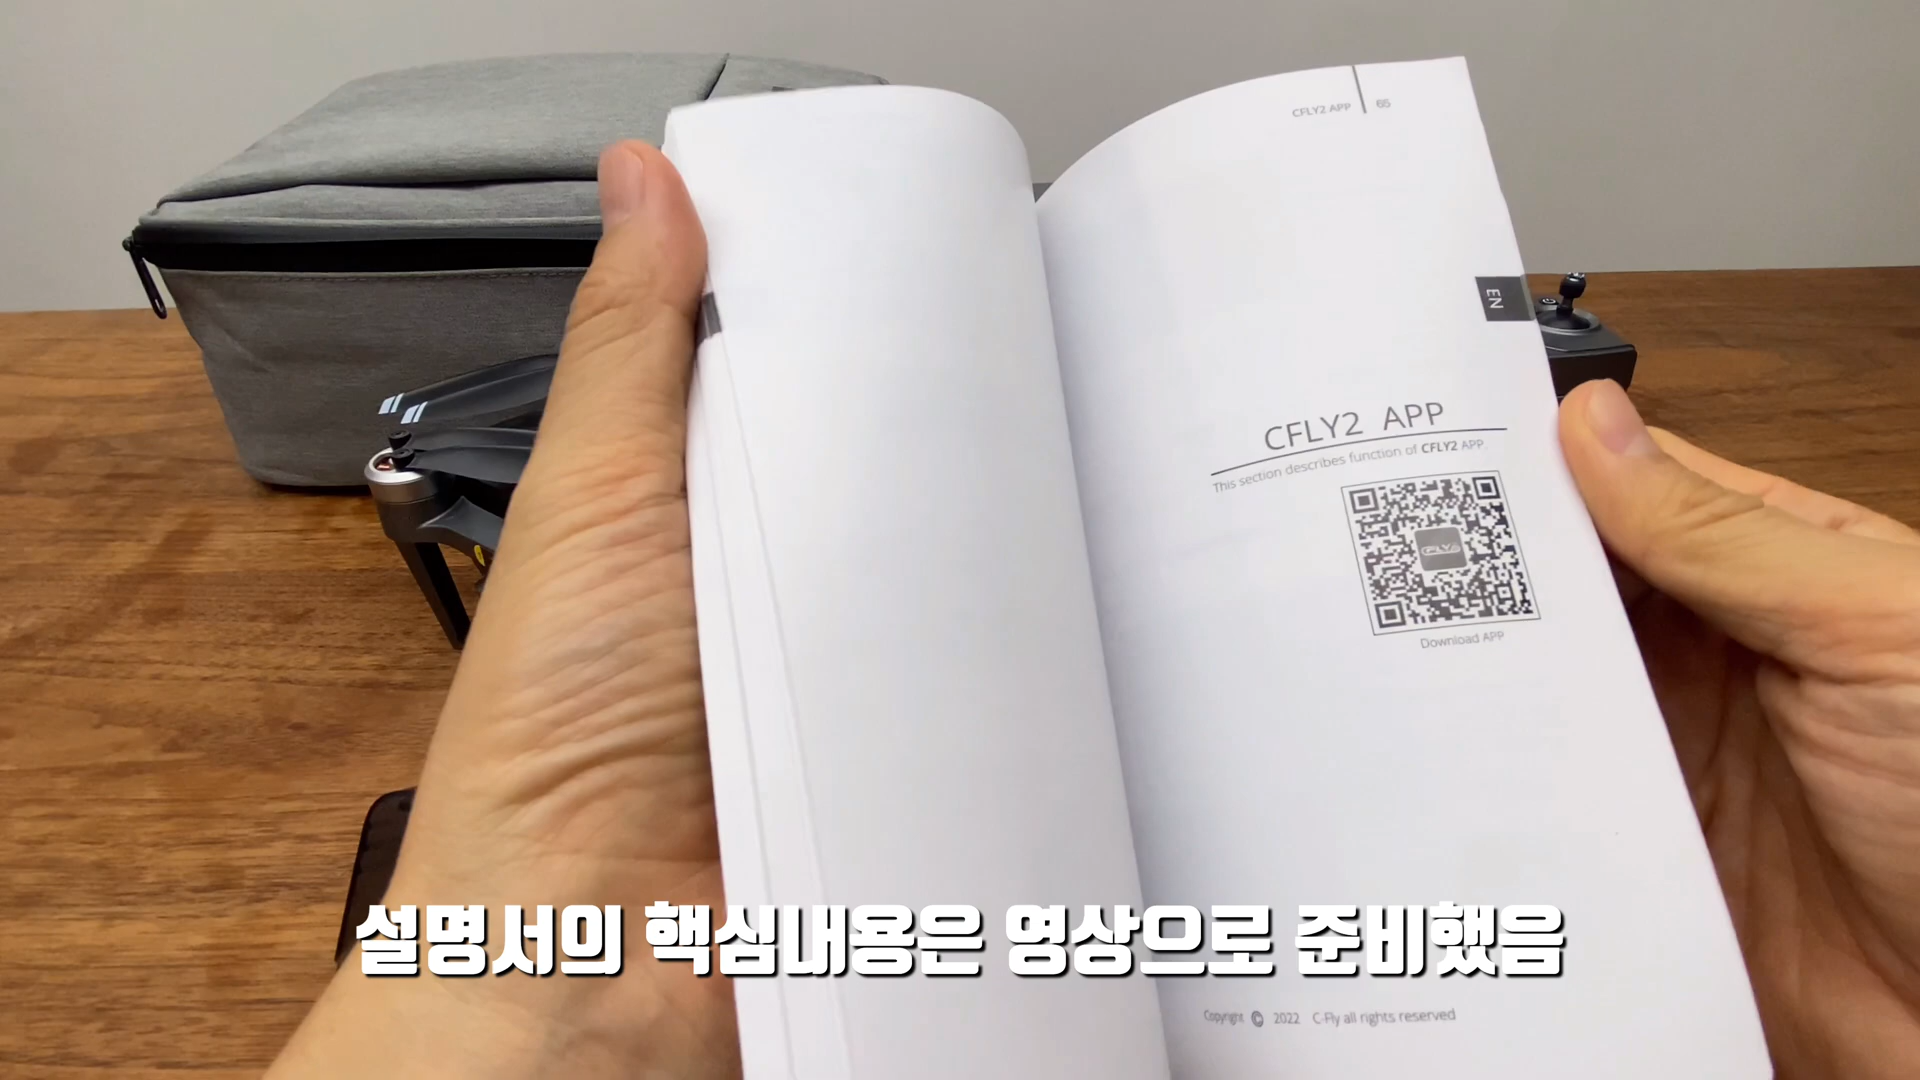 CFLY2 APP 65
EN
CFLY2 APP
This section describes function of CFLY2 APP.
CFLY2
Download APP
설명서의 핵심내용은 영상으로 준비했음
Copyright © 2022 C-Fly all rights reserved